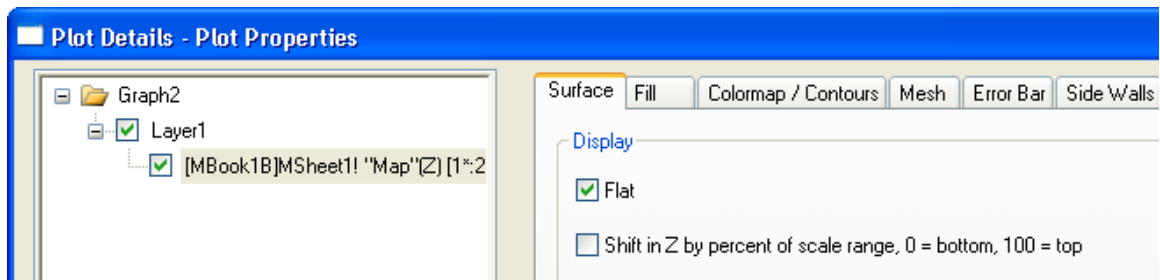 Plot Details - Plot Properties
Graph2
Layer1
[MBook1B]MSheet1! "Map"(Z) [1*:2
Surface Fill Colormap / Contours Mesh Error Bar Side Walls
Display
Flat
Shift in Z by percent of scale range, 0 = bottom, 100 = top